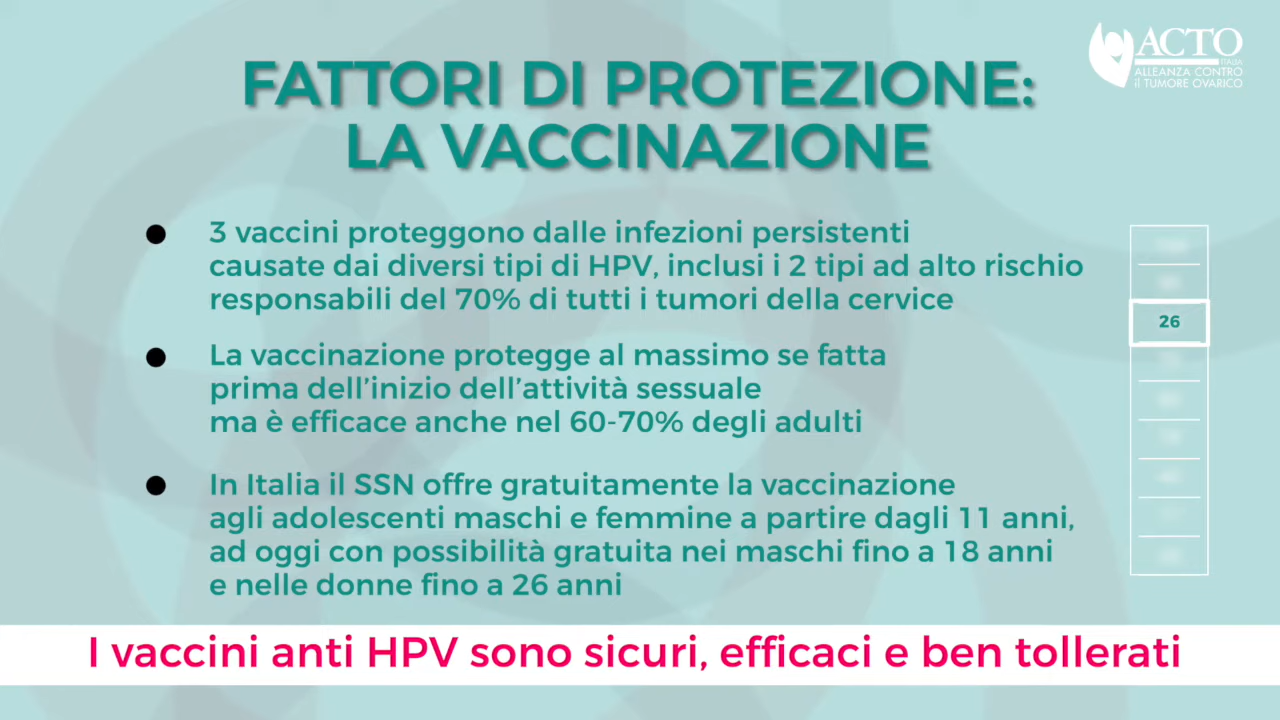 ACTO
ITALIA
ALLEANZA CONTRO
il TUMORE OVARICO
FATTORI DI PROTEZIONE:
LA VACCINAZIONE
● 3 vaccini proteggono dalle infezioni persistenti
causate dai diversi tipi di HPV, inclusi i 2 tipi ad alto rischio
responsabili del 70% di tutti i tumori della cervice
● La vaccinazione protegge al massimo se fatta
prima dell’inizio dell’attività sessuale
ma è efficace anche nel 60-70% degli adulti
● In Italia il SSN offre gratuitamente la vaccinazione
agli adolescenti maschi e femmine a partire dagli 11 anni,
ad oggi con possibilità gratuita nei maschi fino a 18 anni
e nelle donne fino a 26 anni
26
I vaccini anti HPV sono sicuri, efficaci e ben tollerati